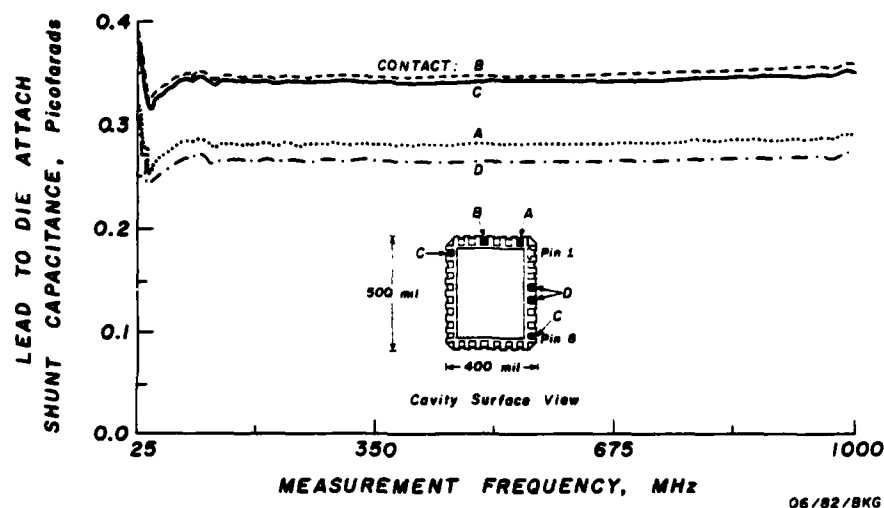 LEAD TO DIE ATTACH
SHUNT CAPACITANCE, Picofarads
0.4
0.3
0.2
0.1
0.0
CONTACT: B
C
A
D
B A
C
Pin 1
500 mil
D
C
Pin 8
400 mil
Cavity Surface View
25 350 675 1000
MEASUREMENT FREQUENCY, MHz
06/82/BKG